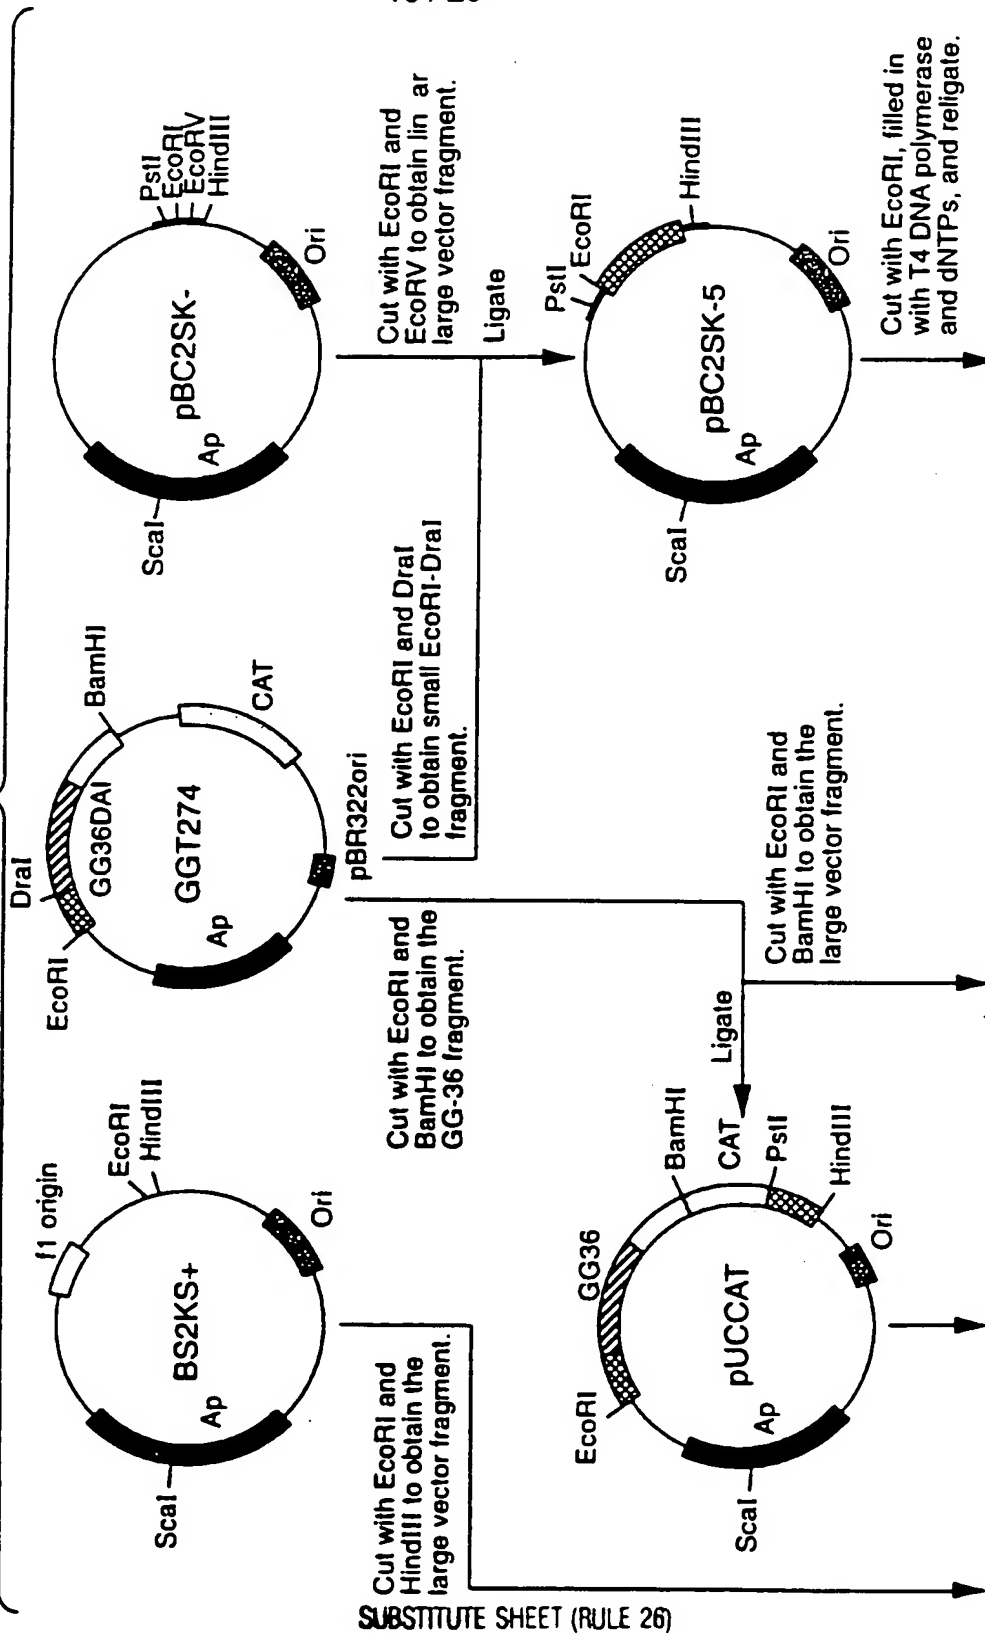 f1 origin
EcoRI
HindIII
BS2KS+
Ap
ScaI
Ori
Cut with EcoRI and
HindIII to obtain the
large vector fragment.
DraI
EcoRI
GG36DAI
BamHI
GGT274
CAT
Ap
pBR322ori
Cut with EcoRI and
BamHI to obtain the
GG-36 fragment.
Cut with EcoRI and DraI
to obtain small EcoRI-DraI
fragment.
PstI
EcoRI
EcoRV
HindIII
pBC2SK-
Ap
ScaI
Ori
Cut with EcoRI and
EcoRV to obtain lin ar
large vector fragment.
Ligate
GG36
EcoRI
BamHI
CAT
PstI
HindIII
pUCCAT
Ap
ScaI
Ori
Ligate
Cut with EcoRI and
BamHI to obtain the
large vector fragment.
PstI
EcoRI
HindIII
pBC2SK-5
Ap
ScaI
Ori
Cut with EcoRI, filled in
with T4 DNA polymerase
and dNTPs, and religate.
SUBSTITUTE SHEET (RULE 26)